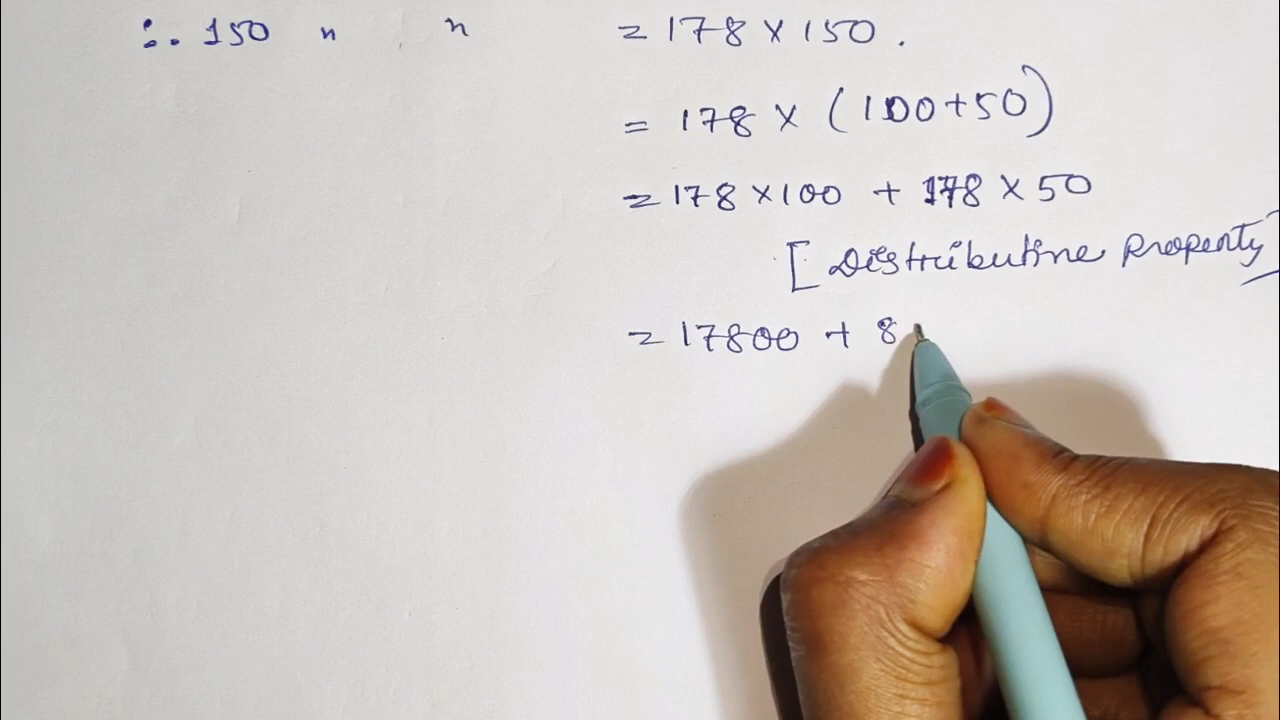 ∴ 150 " " = 178 × 150 .
= 178 × (100+50)
= 178 × 100 + 178 × 50
[ Distributive Property
= 17800 + 8